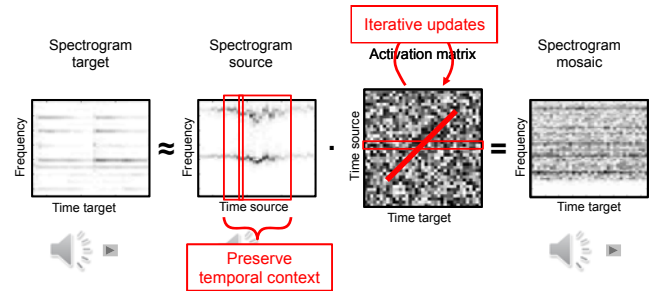 Iterative updates
Spectrogram
target
Spectrogram
source
Activation matrix
Spectrogram
mosaic
Frequency
≈
Frequency
·
Time source
=
Frequency
Time target
Time source
Time target
Time target
Preserve
temporal context